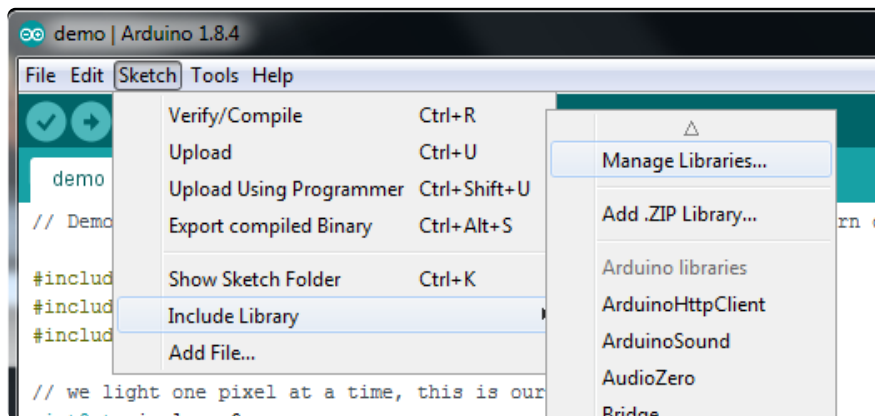 demo | Arduino 1.8.4
File Edit Sketch Tools Help
Verify/Compile Ctrl+R
Upload Ctrl+U
Upload Using Programmer Ctrl+Shift+U
Export compiled Binary Ctrl+Alt+S
Show Sketch Folder Ctrl+K
Include Library
Add File...
Manage Libraries...
Add .ZIP Library...
Arduino libraries
ArduinoHttpClient
ArduinoSound
AudioZero
Bridge
demo
// Demo
#includ
#includ
#includ
// we light one pixel at a time, this is our